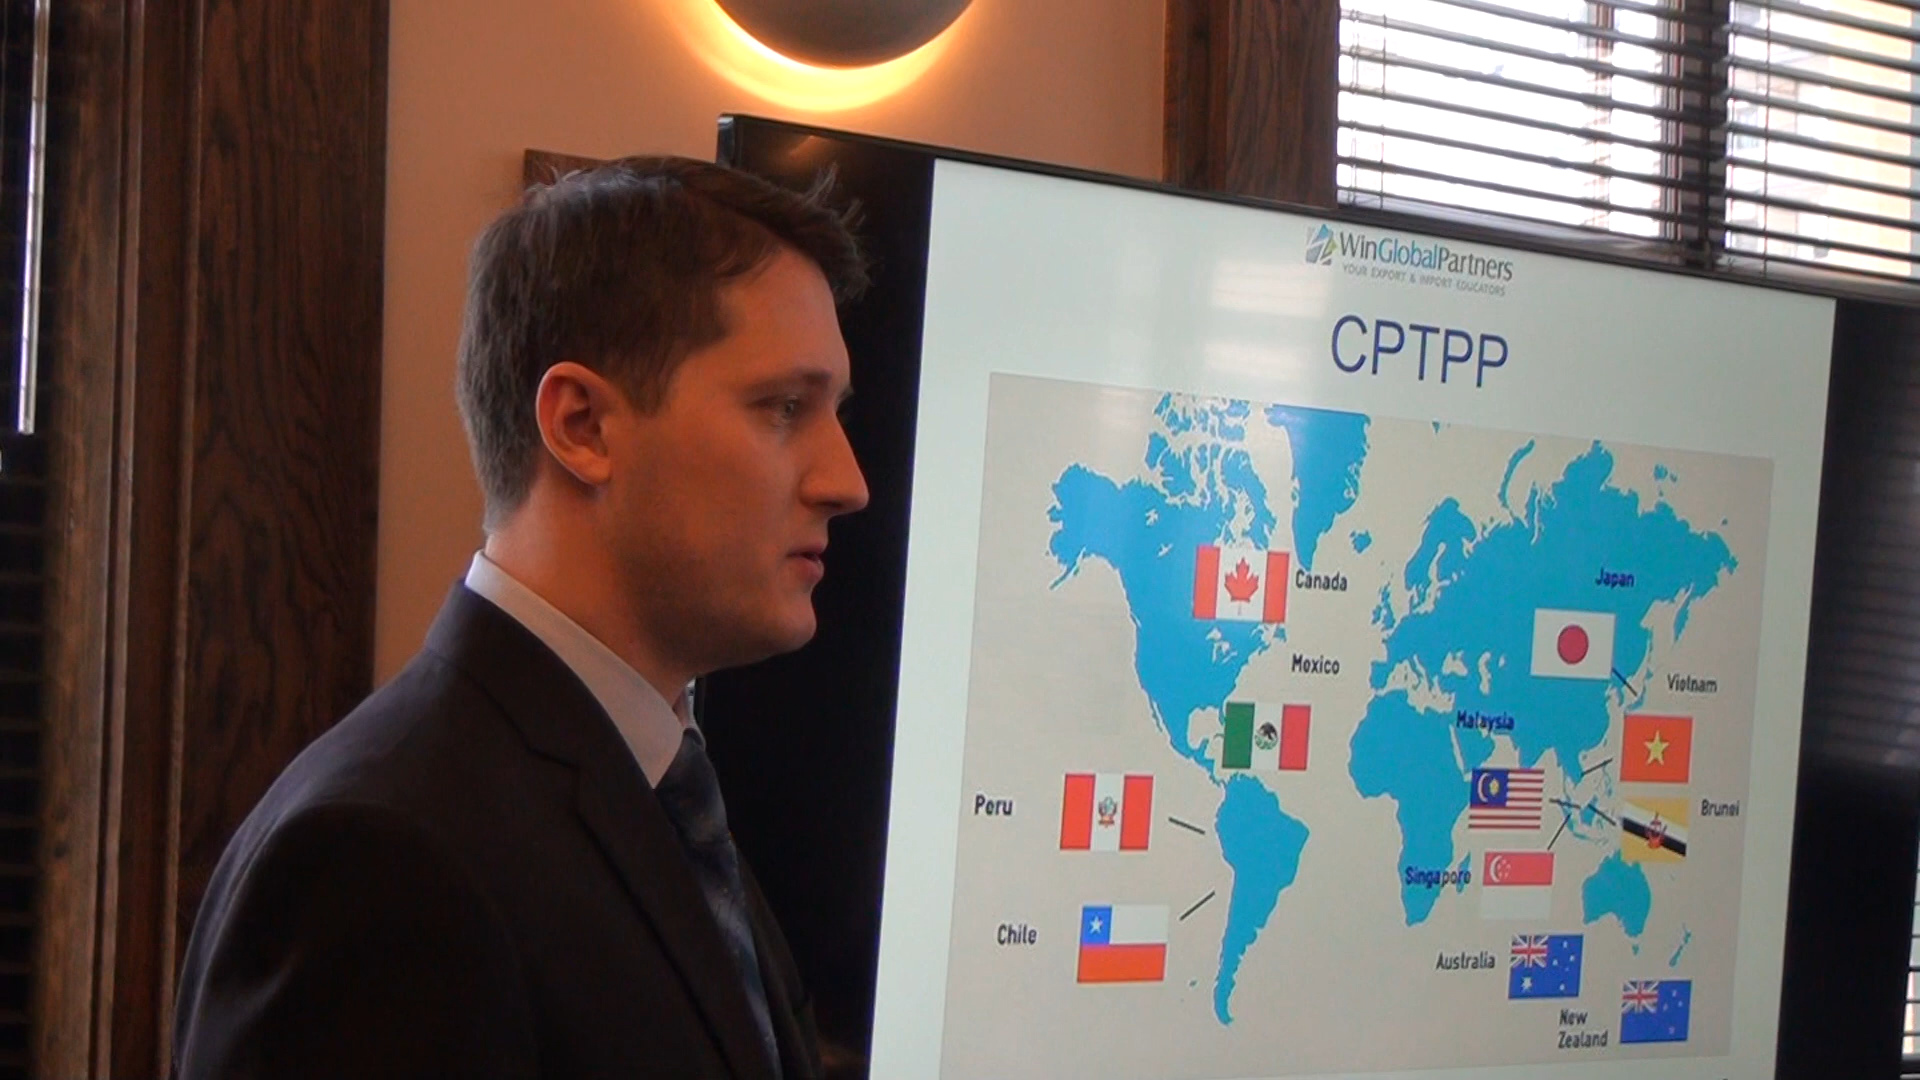 WinGlobalPartners
YOUR EXPORT & IMPORT EDUCATORS
CPTPP
Canada
Japan
Mexico
Vietnam
Malaysia
Peru
Brunei
Singapore
Chile
Australia
New
Zealand